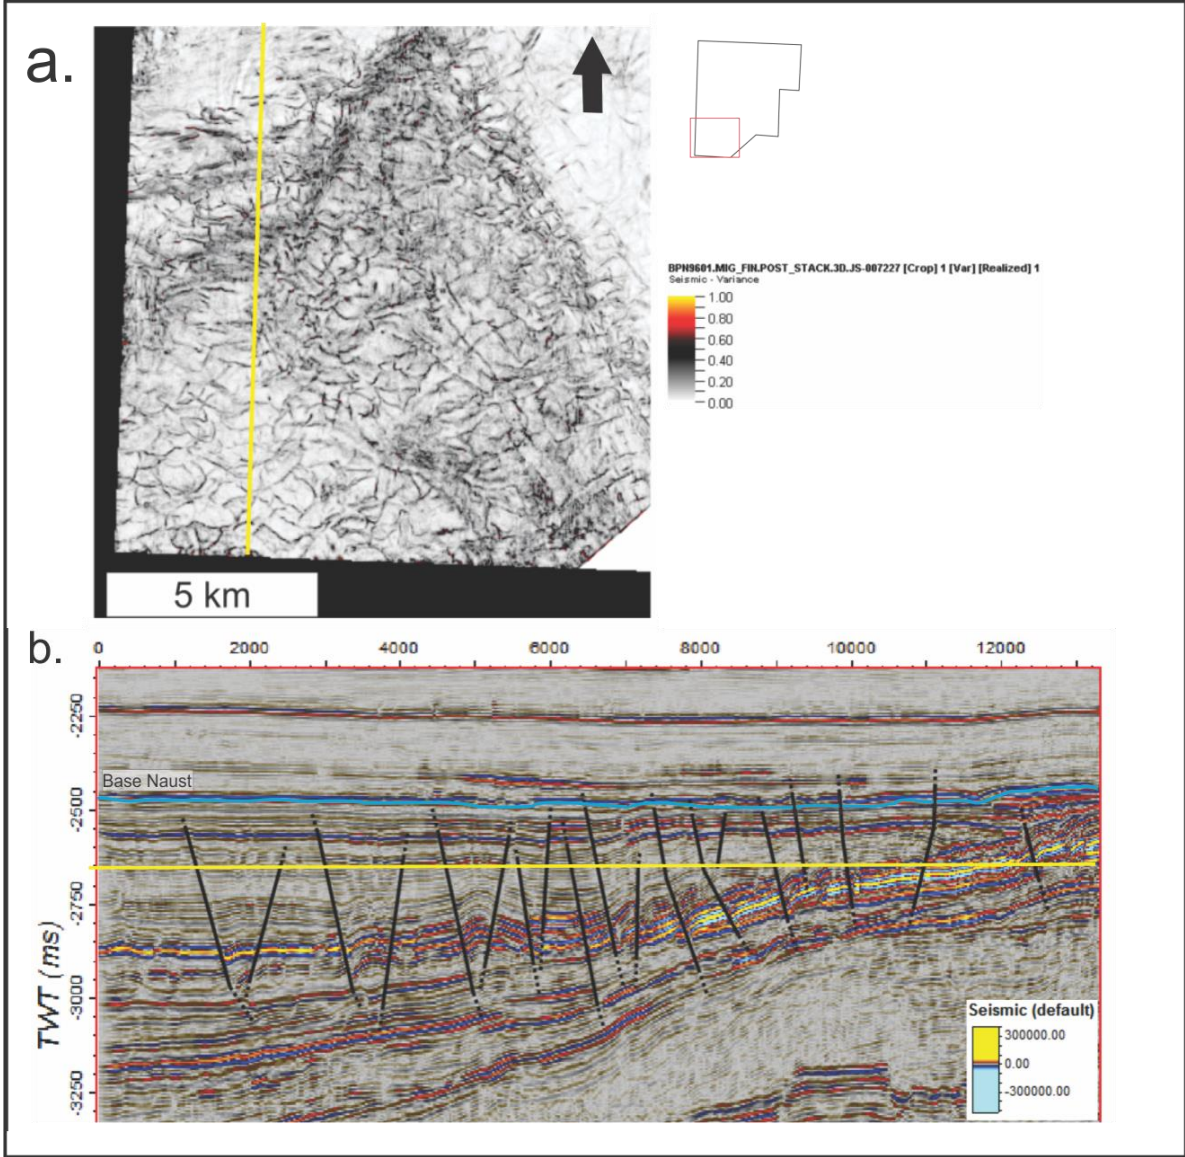 a.
BPN9601.MIG_FIN.POST_STACK.3D.JS-007227 [Crop] 1 [Var] [Realized] 1
Seismic - Variance
1.00
0.80
0.60
0.40
0.20
0.00
5 km
b.
0 2000 4000 6000 8000 10000 12000
-2250
Base Naust
-2500
-2750
-3000
-3250
TWT (ms)
Seismic (default)
300000.00
0.00
-300000.00